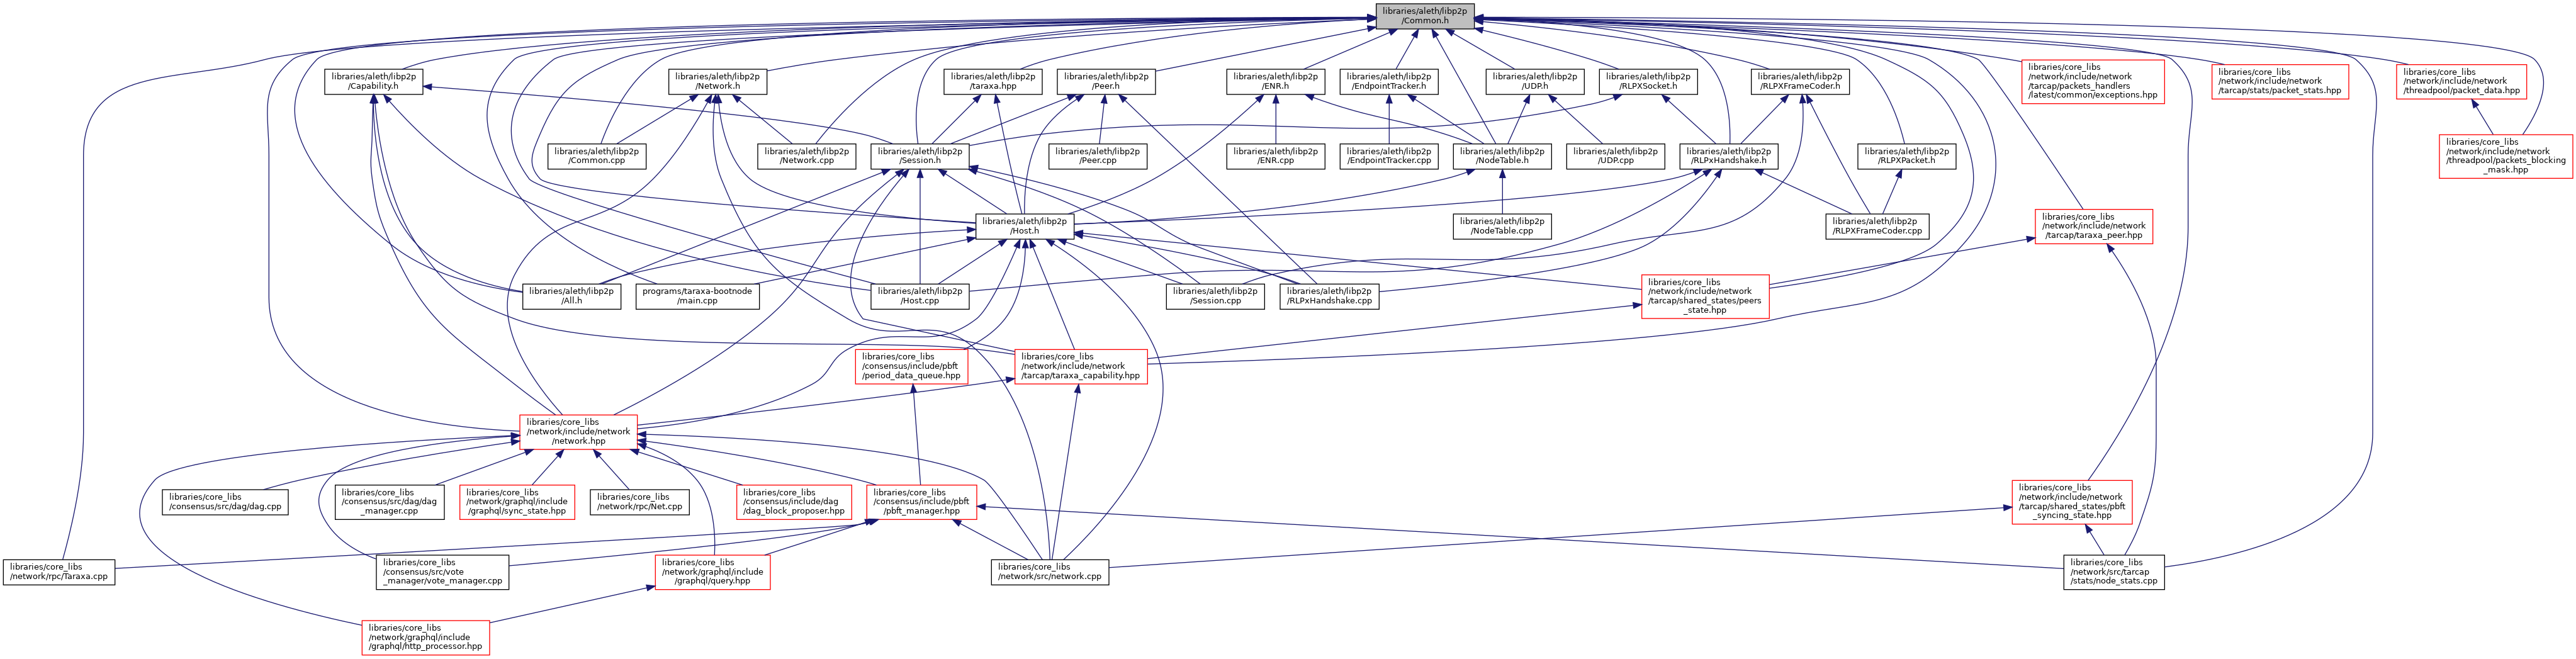 libraries/aleth/libp2p
/Common.h
libraries/aleth/libp2p
/Capability.h
libraries/aleth/libp2p
/Network.h
libraries/aleth/libp2p
/taraxa.hpp
libraries/aleth/libp2p
/Peer.h
libraries/aleth/libp2p
/ENR.h
libraries/aleth/libp2p
/EndpointTracker.h
libraries/aleth/libp2p
/UDP.h
libraries/aleth/libp2p
/RLPXSocket.h
libraries/aleth/libp2p
/RLPXFrameCoder.h
libraries/core_libs
/network/include/network
/tarcap/packets_handlers
/latest/common/exceptions.hpp
libraries/core_libs
/network/include/network
/tarcap/stats/packet_stats.hpp
libraries/core_libs
/network/include/network
/threadpool/packet_data.hpp
libraries/aleth/libp2p
/Common.cpp
libraries/aleth/libp2p
/Network.cpp
libraries/aleth/libp2p
/Session.h
libraries/aleth/libp2p
/Peer.cpp
libraries/aleth/libp2p
/ENR.cpp
libraries/aleth/libp2p
/EndpointTracker.cpp
libraries/aleth/libp2p
/NodeTable.h
libraries/aleth/libp2p
/UDP.cpp
libraries/aleth/libp2p
/RLPxHandshake.h
libraries/aleth/libp2p
/RLPXPacket.h
libraries/core_libs
/network/include/network
/threadpool/packets_blocking
_mask.hpp
libraries/aleth/libp2p
/Host.h
libraries/aleth/libp2p
/NodeTable.cpp
libraries/aleth/libp2p
/RLPXFrameCoder.cpp
libraries/core_libs
/network/include/network
/tarcap/taraxa_peer.hpp
libraries/aleth/libp2p
/All.h
programs/taraxa-bootnode
/main.cpp
libraries/aleth/libp2p
/Host.cpp
libraries/aleth/libp2p
/Session.cpp
libraries/aleth/libp2p
/RLPxHandshake.cpp
libraries/core_libs
/network/include/network
/tarcap/shared_states/peers
_state.hpp
libraries/core_libs
/consensus/include/pbft
/period_data_queue.hpp
libraries/core_libs
/network/include/network
/tarcap/taraxa_capability.hpp
libraries/core_libs
/network/include/network
/network.hpp
libraries/core_libs
/consensus/src/dag/dag.cpp
libraries/core_libs
/consensus/src/dag/dag
_manager.cpp
libraries/core_libs
/network/graphql/include
/graphql/sync_state.hpp
libraries/core_libs
/network/rpc/Net.cpp
libraries/core_libs
/consensus/include/dag
/dag_block_proposer.hpp
libraries/core_libs
/consensus/include/pbft
/pbft_manager.hpp
libraries/core_libs
/network/include/network
/tarcap/shared_states/pbft
_syncing_state.hpp
libraries/core_libs
/network/rpc/Taraxa.cpp
libraries/core_libs
/consensus/src/vote
_manager/vote_manager.cpp
libraries/core_libs
/network/graphql/include
/graphql/query.hpp
libraries/core_libs
/network/src/network.cpp
libraries/core_libs
/network/src/tarcap
/stats/node_stats.cpp
libraries/core_libs
/network/graphql/include
/graphql/http_processor.hpp